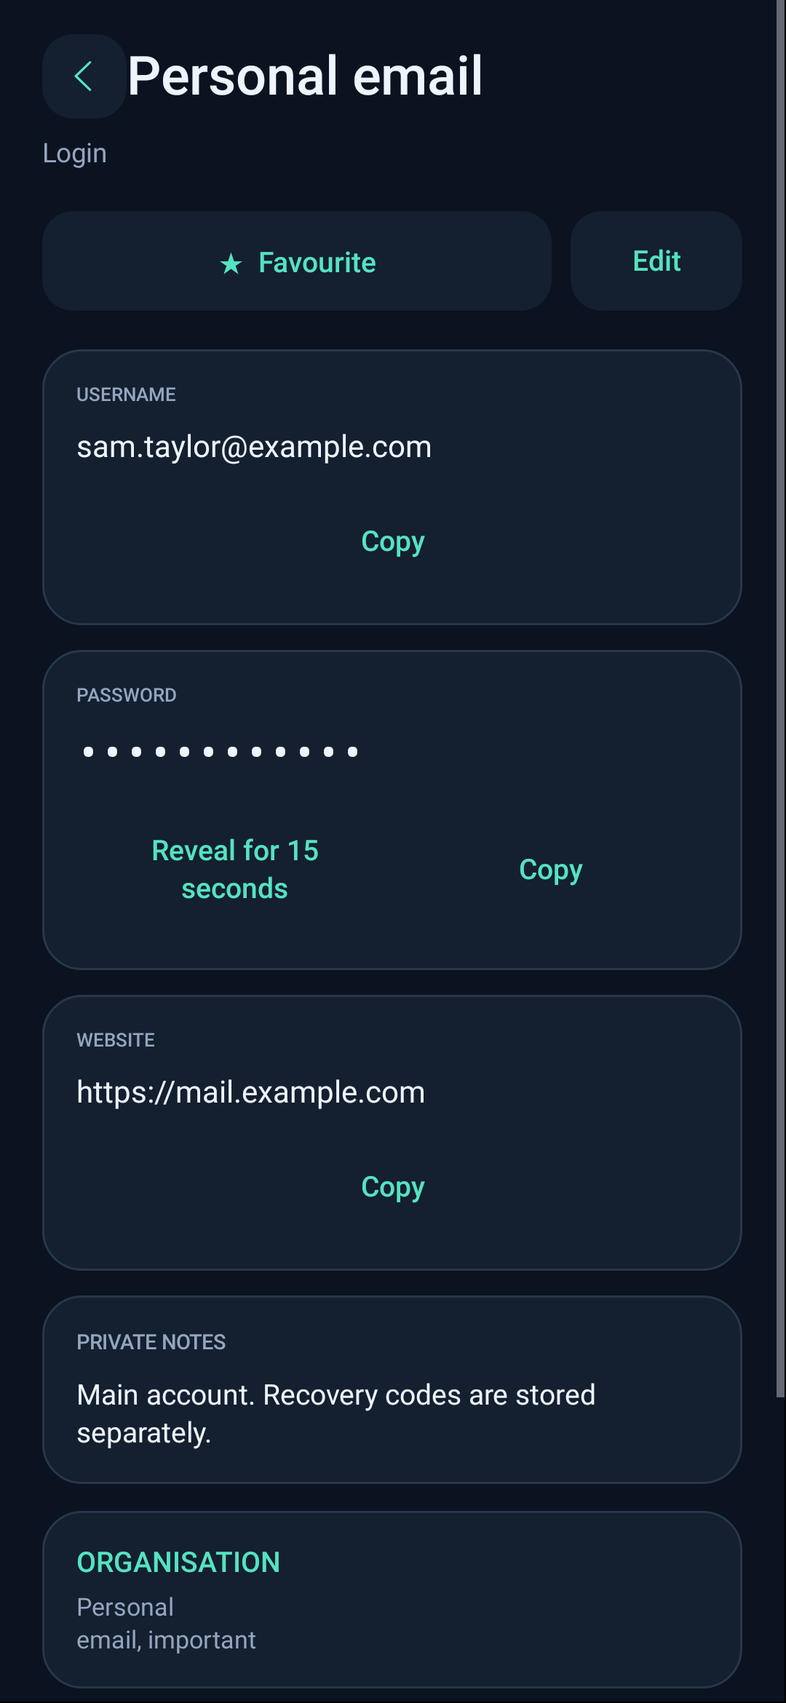 Personal email
Login
★ Favourite
Edit
USERNAME
sam.taylor@example.com
Copy
PASSWORD
••••••••••••
Reveal for 15
seconds
Copy
WEBSITE
https://mail.example.com
Copy
PRIVATE NOTES
Main account. Recovery codes are stored
separately.
ORGANISATION
Personal
email, important